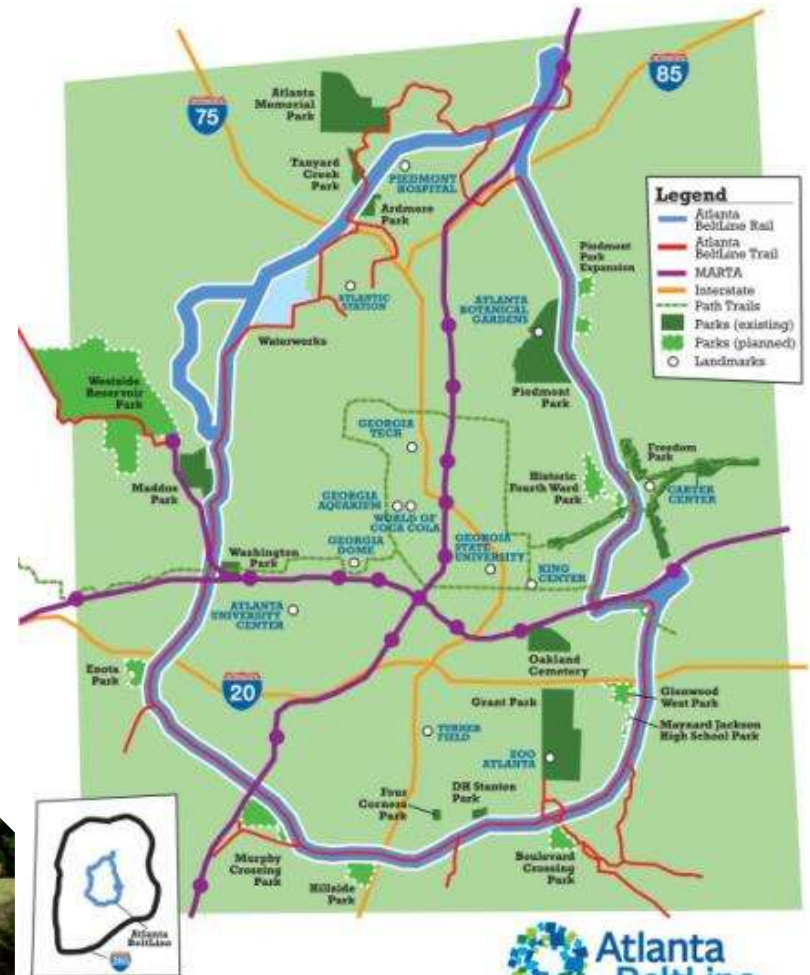 75
85
Atlanta
Memorial
Park
Tanyard
Creek
Park
PIEDMONT
HOSPITAL
Ardmore
Park
Legend
Atlanta
BeltLine Rail
Atlanta
BeltLine Trail
MARTA
Interstate
Path Trails
Parks (existing)
Parks (planned)
Landmarks
Piedmont
Park
Expansion
ATLANTIC
STATION
ATLANTA
BOTANICAL
GARDENS
Waterworks
Westside
Reservoir
Park
Piedmont
Park
GEORGIA
TECH
Freedom
Park
Maddox
Park
Historic
Fourth Ward
Park
CARTER
CENTER
GEORGIA
AQUARIUM
WORLD OF
COCA COLA
GEORGIA
DOME
GEORGIA
STATE
UNIVERSITY
Washington
Park
KING
CENTER
ATLANTA
UNIVERSITY
CENTER
Oakland
Cemetery
Enota
Park
20
Glenwood
West Park
Grant Park
Maynard Jackson
High School Park
TURNER
FIELD
ZOO
ATLANTA
Four
Corners
Park
DH Stanton
Park
Murphy
Crossing
Park
Hillside
Park
Boulevard
Crossing
Park
Atlanta
BeltLine
Atlanta
BeltLine